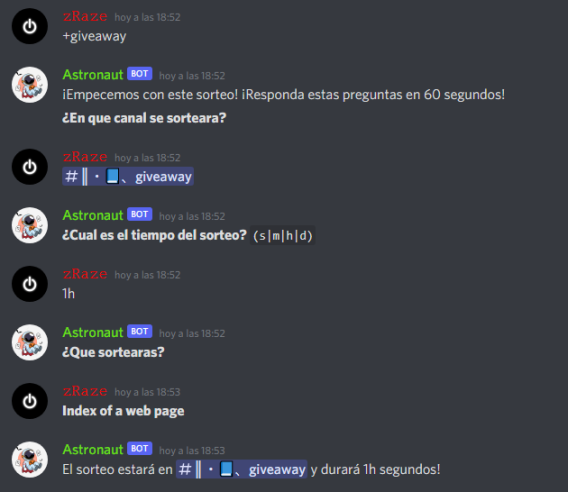 zRaze hoy a las 18:52
+giveaway
Astronaut BOT hoy a las 18:52
¡Empecemos con este sorteo! ¡Responda estas preguntas en 60 segundos!
¿En que canal se sorteara?
zRaze hoy a las 18:52
#║・📘、giveaway
Astronaut BOT hoy a las 18:52
¿Cual es el tiempo del sorteo? (s|m|h|d)
zRaze hoy a las 18:52
1h
Astronaut BOT hoy a las 18:52
¿Que sortearas?
zRaze hoy a las 18:53
Index of a web page
Astronaut BOT hoy a las 18:53
El sorteo estará en #║・📘、giveaway y durará 1h segundos!